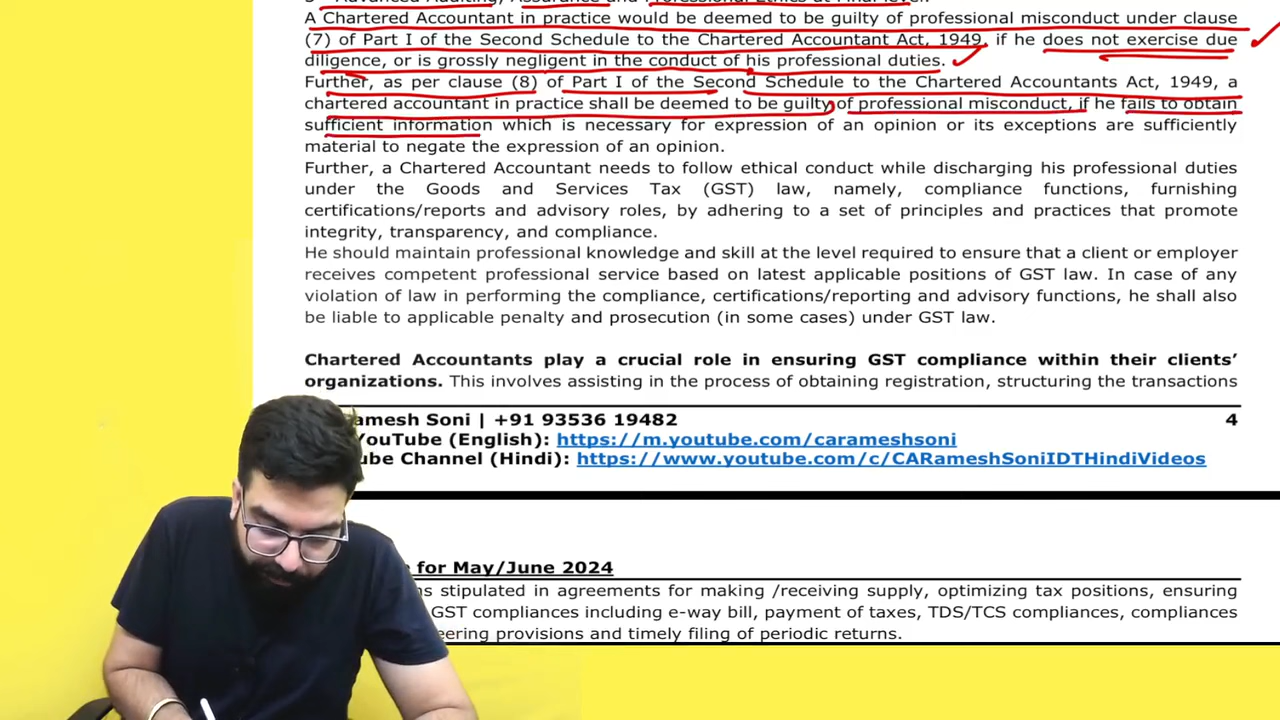 A Chartered Accountant in practice would be deemed to be guilty of professional misconduct under clause
(7) of Part I of the Second Schedule to the Chartered Accountant Act, 1949, if he does not exercise due
diligence, or is grossly negligent in the conduct of his professional duties.
Further, as per clause (8) of Part I of the Second Schedule to the Chartered Accountants Act, 1949, a
chartered accountant in practice shall be deemed to be guilty of professional misconduct, if he fails to obtain
sufficient information which is necessary for expression of an opinion or its exceptions are sufficiently
material to negate the expression of an opinion.
Further, a Chartered Accountant needs to follow ethical conduct while discharging his professional duties
under the Goods and Services Tax (GST) law, namely, compliance functions, furnishing
certifications/reports and advisory roles, by adhering to a set of principles and practices that promote
integrity, transparency, and compliance.
He should maintain professional knowledge and skill at the level required to ensure that a client or employer
receives competent professional service based on latest applicable positions of GST law. In case of any
violation of law in performing the compliance, certifications/reporting and advisory functions, he shall also
be liable to applicable penalty and prosecution (in some cases) under GST law.
Chartered Accountants play a crucial role in ensuring GST compliance within their clients’
organizations. This involves assisting in the process of obtaining registration, structuring the transactions
amesh Soni | +91 93536 19482 4
YouTube (English): https://m.youtube.com/carameshsoni
ube Channel (Hindi): https://www.youtube.com/c/CARameshSoniIDTHindiVideos
for May/June 2024
stipulated in agreements for making /receiving supply, optimizing tax positions, ensuring
GST compliances including e-way bill, payment of taxes, TDS/TCS compliances, compliances
eering provisions and timely filing of periodic returns.